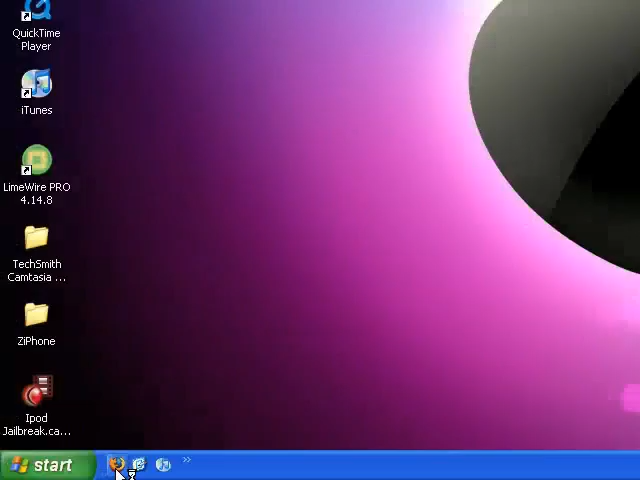 QuickTime
Player
iTunes
LimeWire PRO
4.14.8
TechSmith
Camtasia ...
ZiPhone
Ipod
Jailbreak.ca...
start